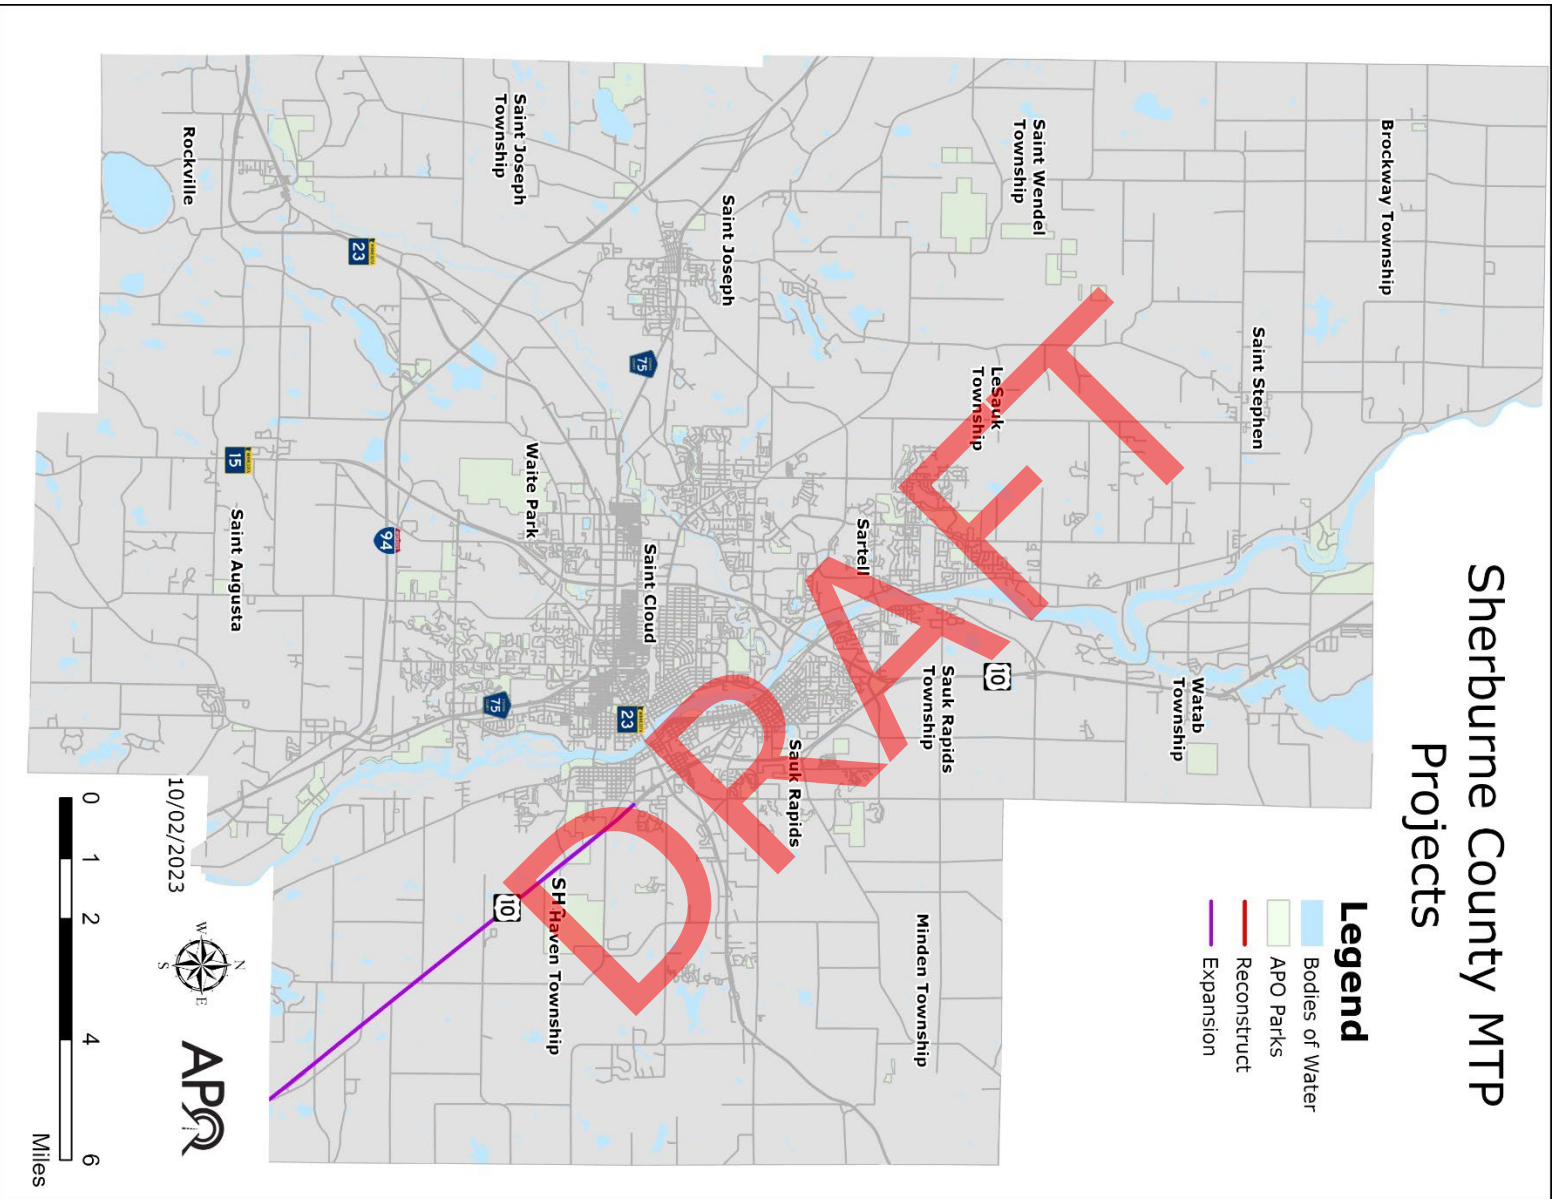 Sherburne County MTP
Projects
Legend
Bodies of Water
APO Parks
Reconstruct
Expansion
Brockway Township
Saint Stephen
Saint Wendel
Township
LeSauk
Township
Watab
Township
10
Sartell
Sauk Rapids
Township
Saint Joseph
75
Saint Joseph
Township
Sauk Rapids
Minden Township
Saint Cloud
23
Waite Park
75
23
94
Rockville
15
Saint Augusta
10
Haven Township
DRAFT
10/02/2023
N
W
E
S
APO
0
1
2
4
6
Miles